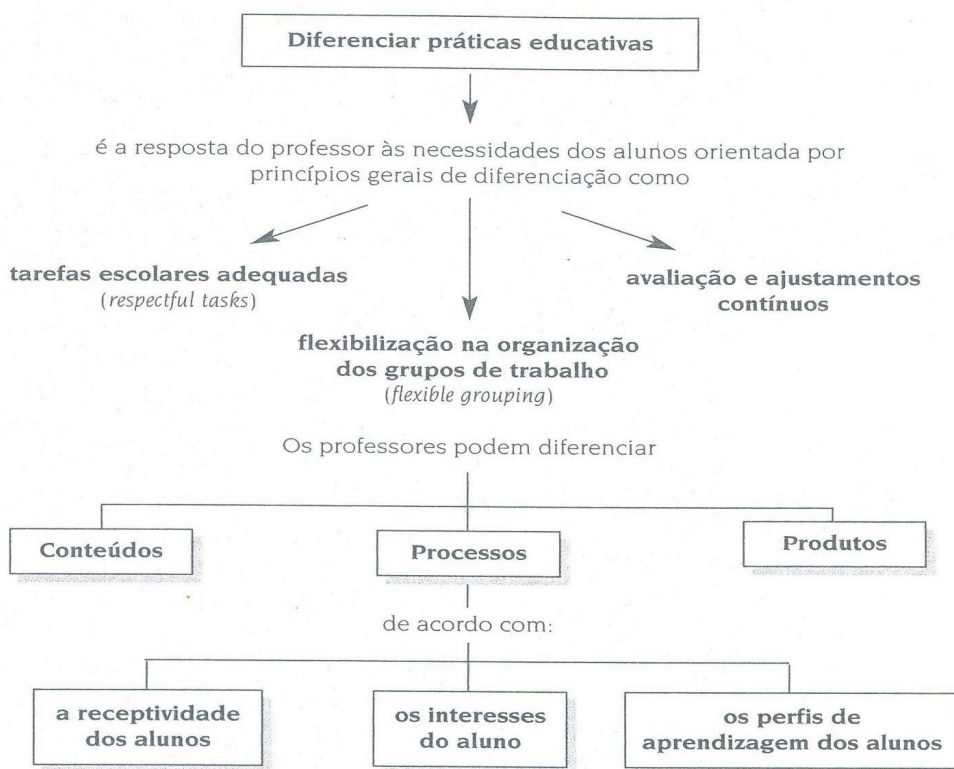 Diferenciar práticas educativas
é a resposta do professor às necessidades dos alunos orientada por
princípios gerais de diferenciação como
tarefas escolares adequadas
(respectful tasks)
avaliação e ajustamentos
contínuos
flexibilização na organização
dos grupos de trabalho
(flexible grouping)
Os professores podem diferenciar
Conteúdos
Processos
Produtos
de acordo com:
a receptividade
dos alunos
os interesses
do aluno
os perfis de
aprendizagem dos alunos